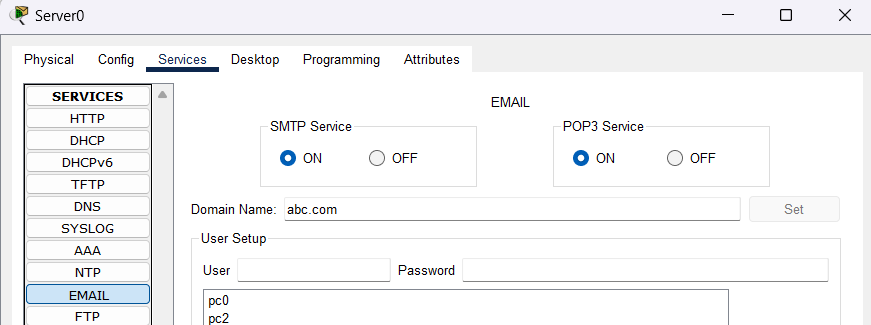 Server0
Physical Config Services Desktop Programming Attributes
SERVICES
HTTP
DHCP
DHCPv6
TFTP
DNS
SYSLOG
AAA
NTP
EMAIL
FTP
EMAIL
SMTP Service
ON OFF
POP3 Service
ON OFF
Domain Name: abc.com Set
User Setup
User Password
pc0
pc2